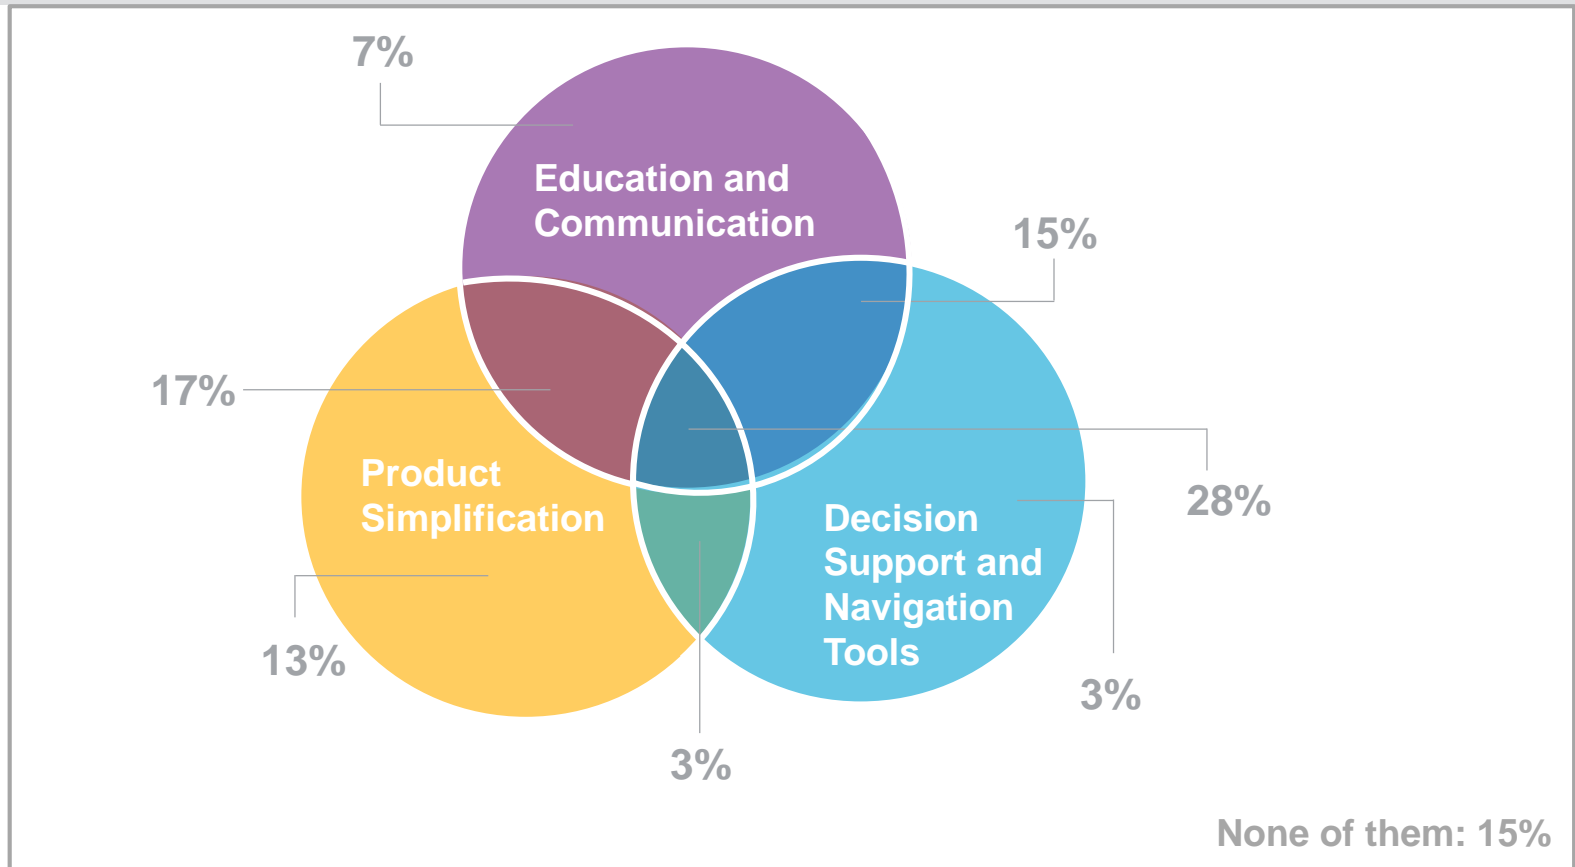 7%
Education and
Communication
15%
17%
Product
Simplification
28%
Decision
Support and
Navigation
Tools
13%
3%
3%
None of them: 15%